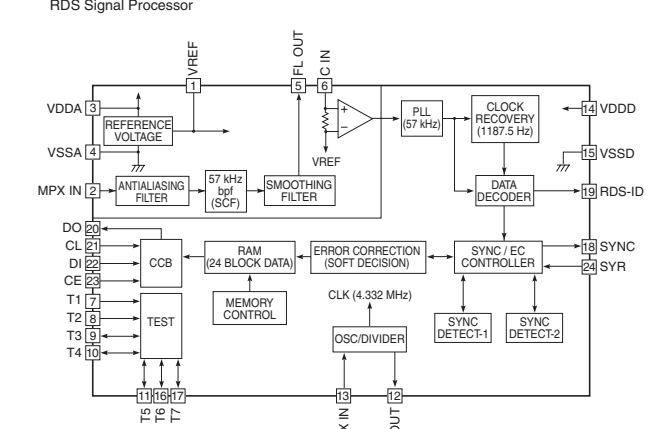 RDS Signal Processor
VREF
FL OUT
C IN
1
5
6
VDDA 3
REFERENCE
VOLTAGE
VSSA 4
MPX IN 2
ANTIALIASING
FILTER
57 kHz
bpf
(SCF)
SMOOTHING
FILTER
+
−
VREF
PLL
(57 kHz)
CLOCK
RECOVERY
(1187.5 Hz)
14 VDDD
15 VSSD
DATA
DECODER
19 RDS-ID
DO 20
CL 21
DI 22
CE 23
CCB
RAM
(24 BLOCK DATA)
ERROR CORRECTION
(SOFT DECISION)
SYNC / EC
CONTROLLER
18 SYNC
24 SYR
T1 7
T2 8
T3 9
T4 10
TEST
MEMORY
CONTROL
CLK (4.332 MHz)
OSC/DIVIDER
SYNC
DETECT-1
SYNC
DETECT-2
11 16 17
13
12
T5
T6
T7
X IN
OUT